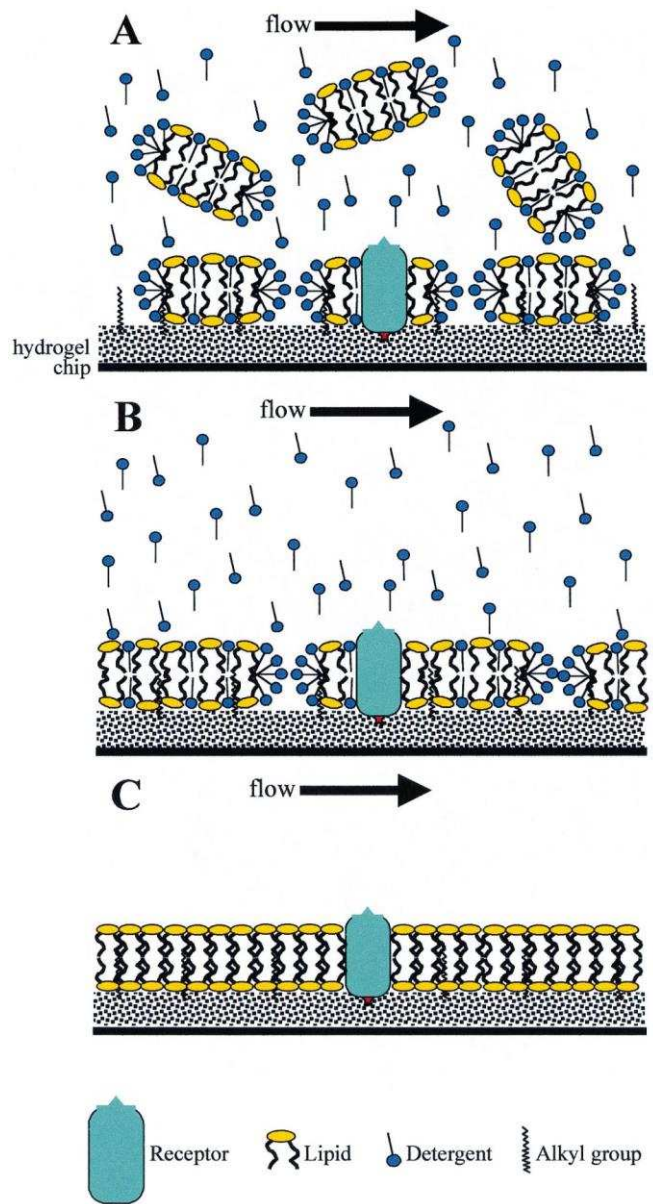 A
flow
hydrogel
chip
B
flow
C
flow
Receptor
Lipid
Detergent
Alkyl group